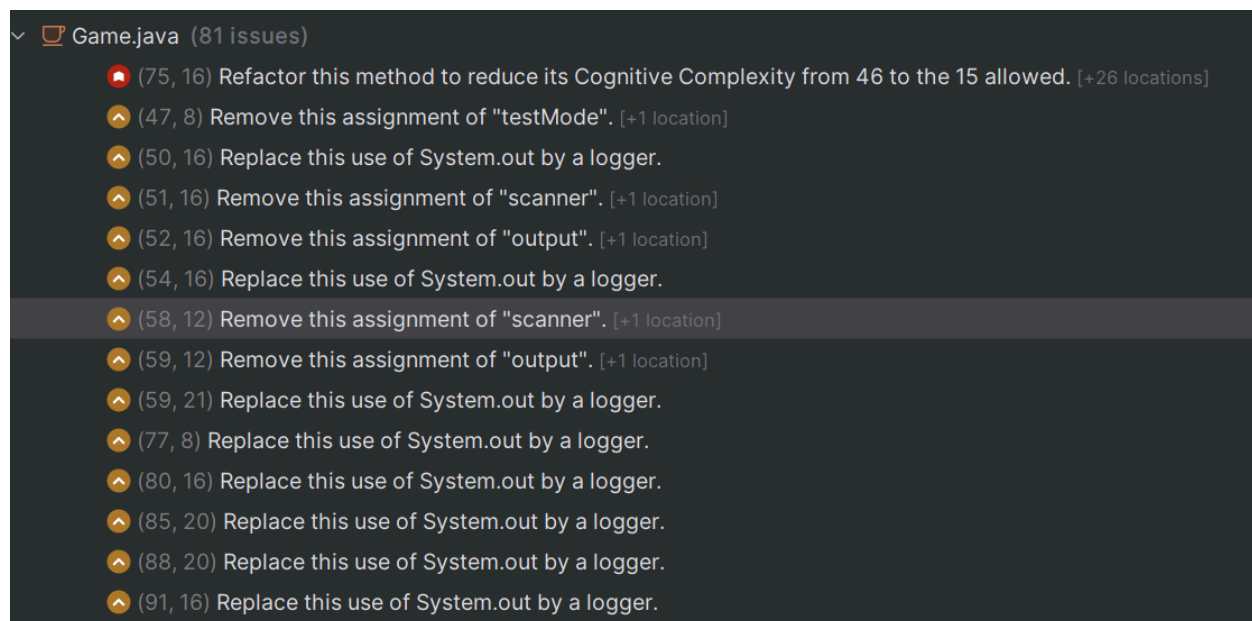 Game.java (81 issues)
(75, 16) Refactor this method to reduce its Cognitive Complexity from 46 to the 15 allowed. [+26 locations]
(47, 8) Remove this assignment of "testMode". [+1 location]
(50, 16) Replace this use of System.out by a logger.
(51, 16) Remove this assignment of "scanner". [+1 location]
(52, 16) Remove this assignment of "output". [+1 location]
(54, 16) Replace this use of System.out by a logger.
(58, 12) Remove this assignment of "scanner". [+1 location]
(59, 12) Remove this assignment of "output". [+1 location]
(59, 21) Replace this use of System.out by a logger.
(77, 8) Replace this use of System.out by a logger.
(80, 16) Replace this use of System.out by a logger.
(85, 20) Replace this use of System.out by a logger.
(88, 20) Replace this use of System.out by a logger.
(91, 16) Replace this use of System.out by a logger.